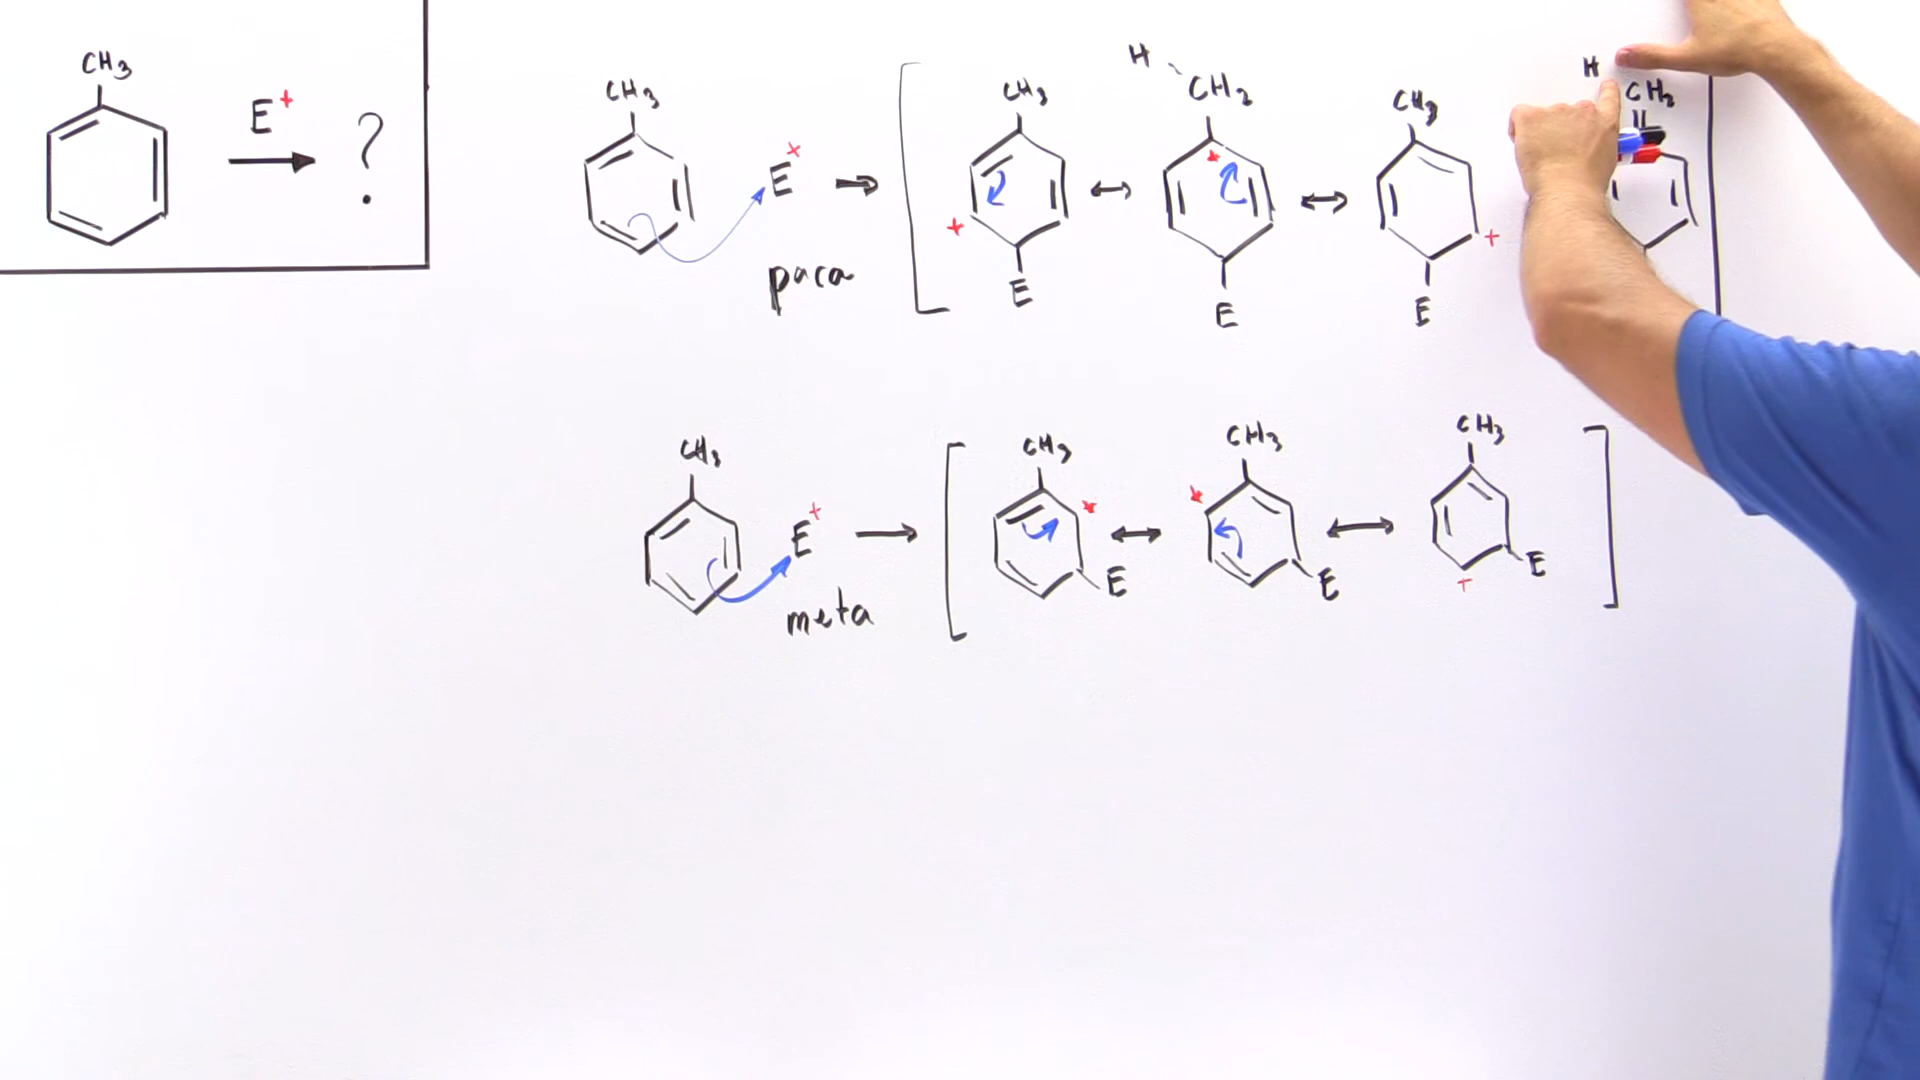 CH3
E+
?
CH3
E+
para
CH3
+
E
H
CH2
+
E
CH3
+
E
H
CH2
CH3
E+
meta
CH3
+
E
CH3
+
E
CH3
+
E